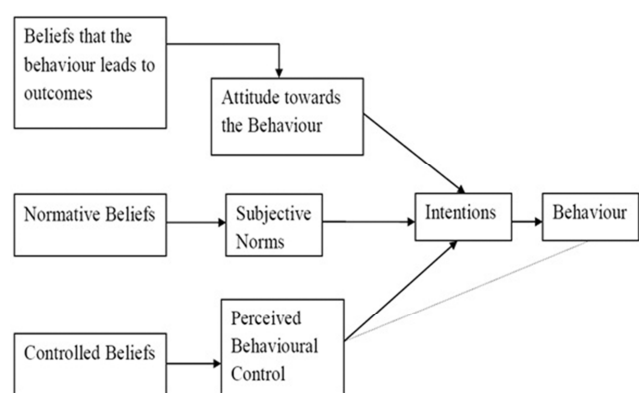 Beliefs that the
behaviour leads to
outcomes
Attitude towards
the Behaviour
Normative Beliefs
Subjective
Norms
Intentions
Behaviour
Controlled Beliefs
Perceived
Behavioural
Control